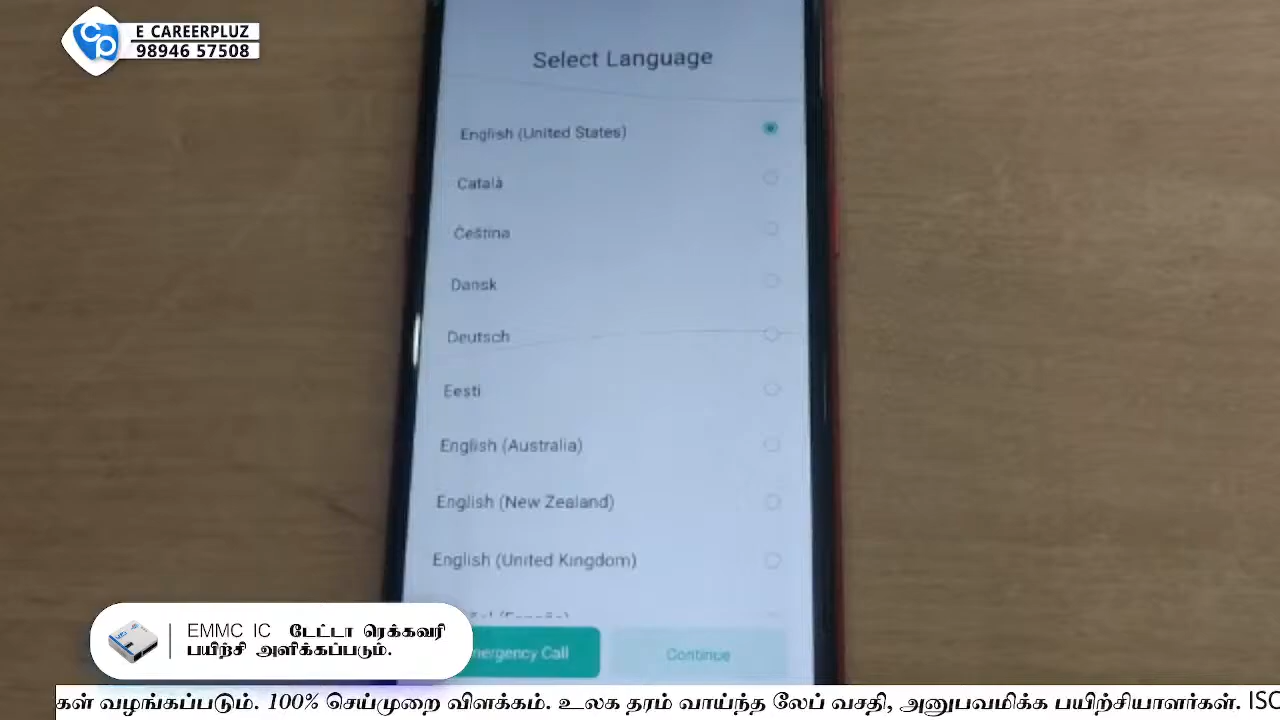 E CAREERPLUZ
98946 57508
Select Language
English (United States)
Català
Čeština
Dansk
Deutsch
Eesti
English (Australia)
English (New Zealand)
English (United Kingdom)
Call
Continue
EMMC IC டேட்டா ரெக்கவரி
பயிற்சி அளிக்கப்படும்.
கள் வழங்கப்படும். 100% செய்முறை விளக்கம். உலக தரம் வாய்ந்த லேப் வசதி, அனுபவமிக்க பயிற்சியாளர்கள். ISO